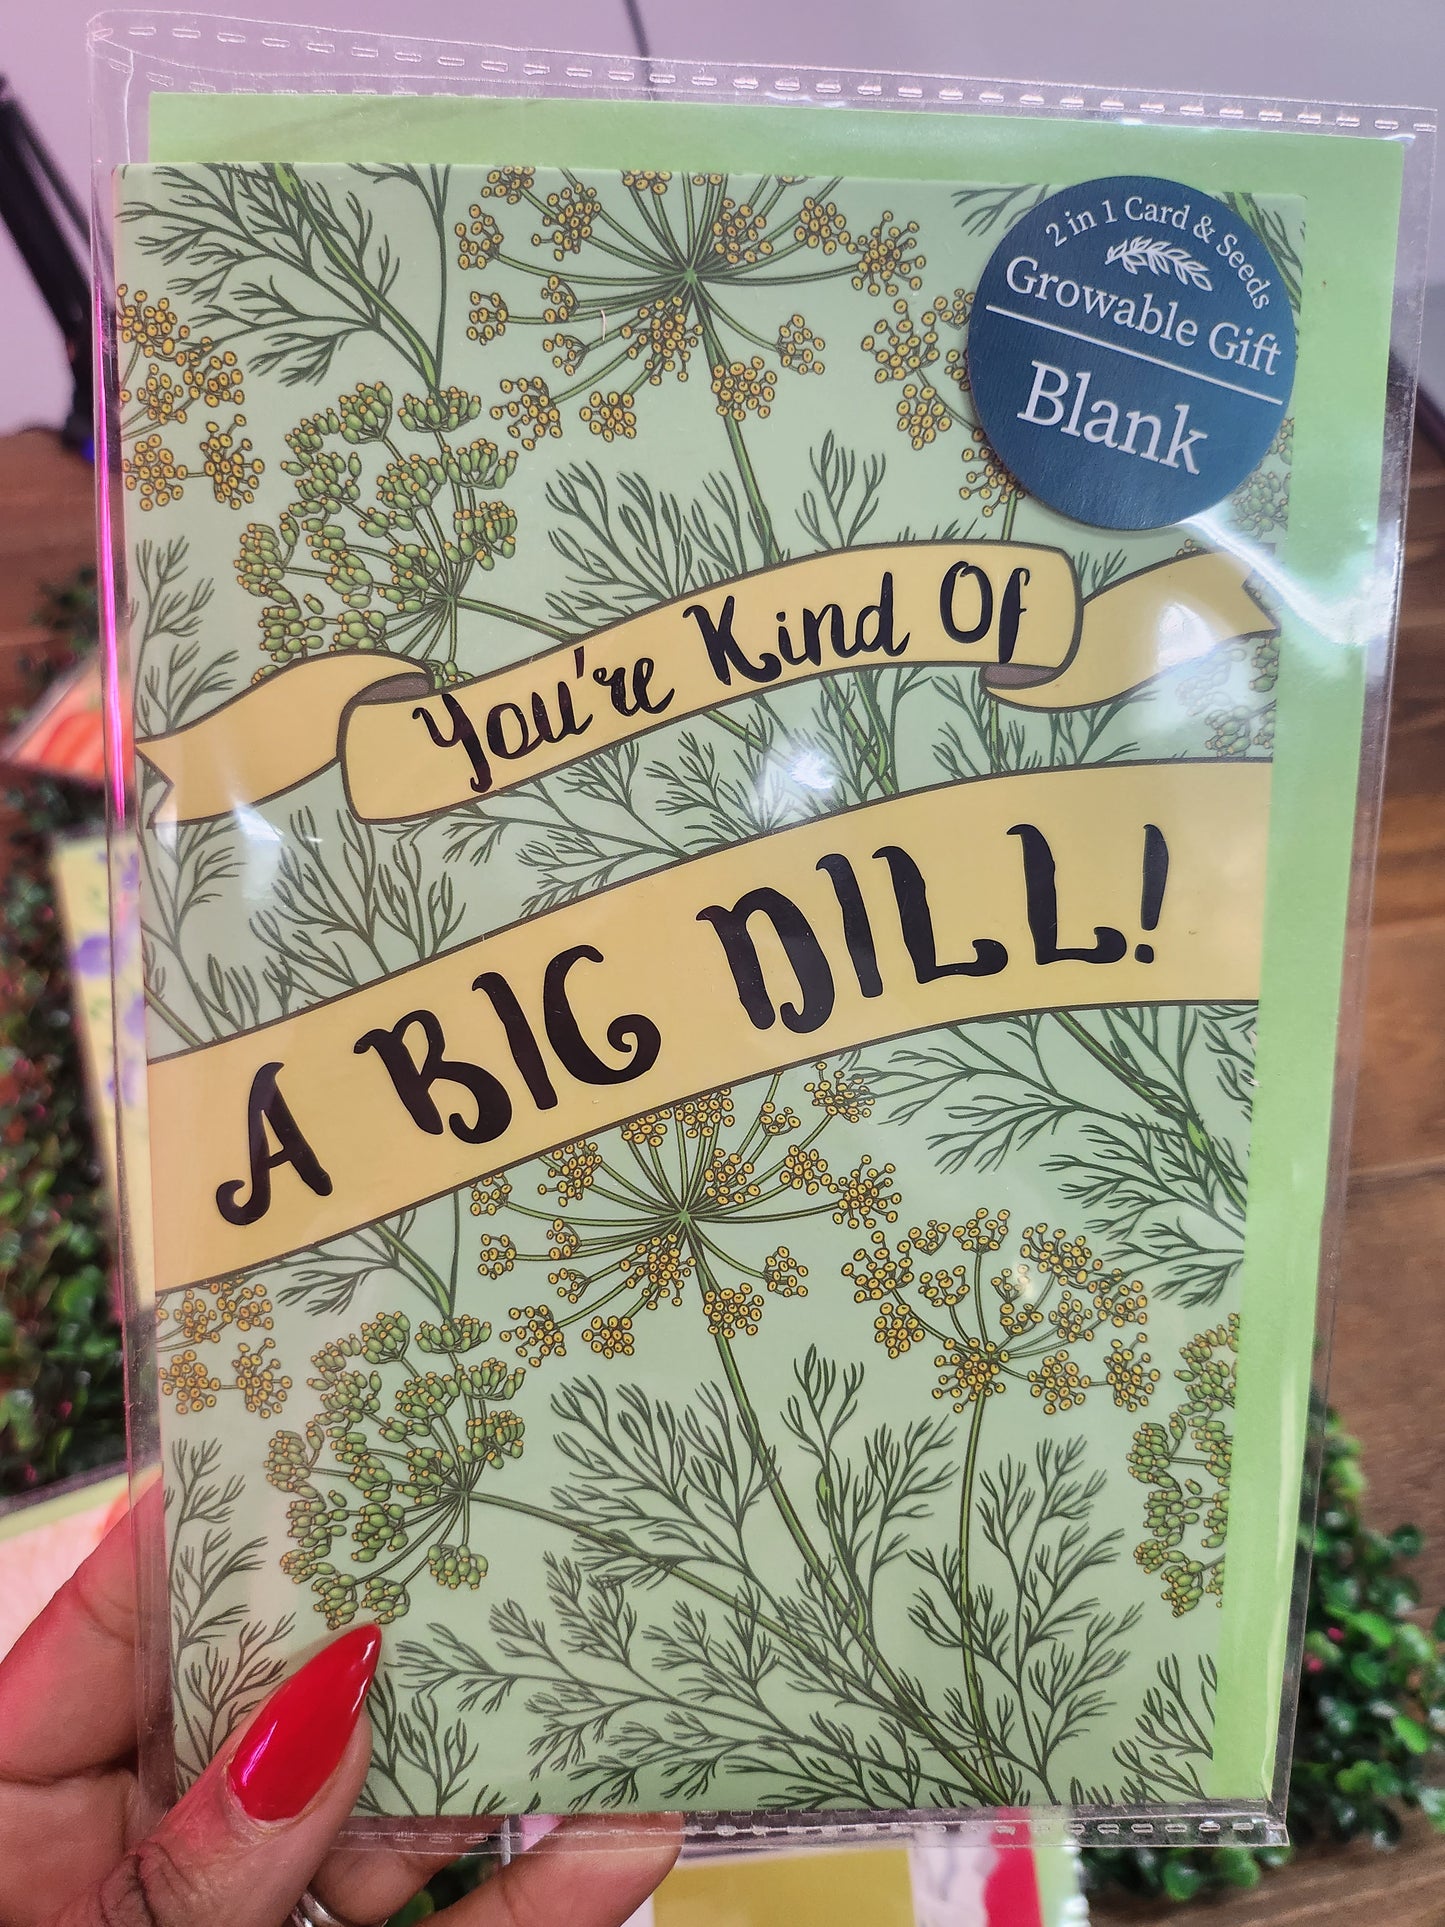 2 in 1 Card & Seeds
Growable Gift
Blank
You're Kind Of
A BIG DILL!